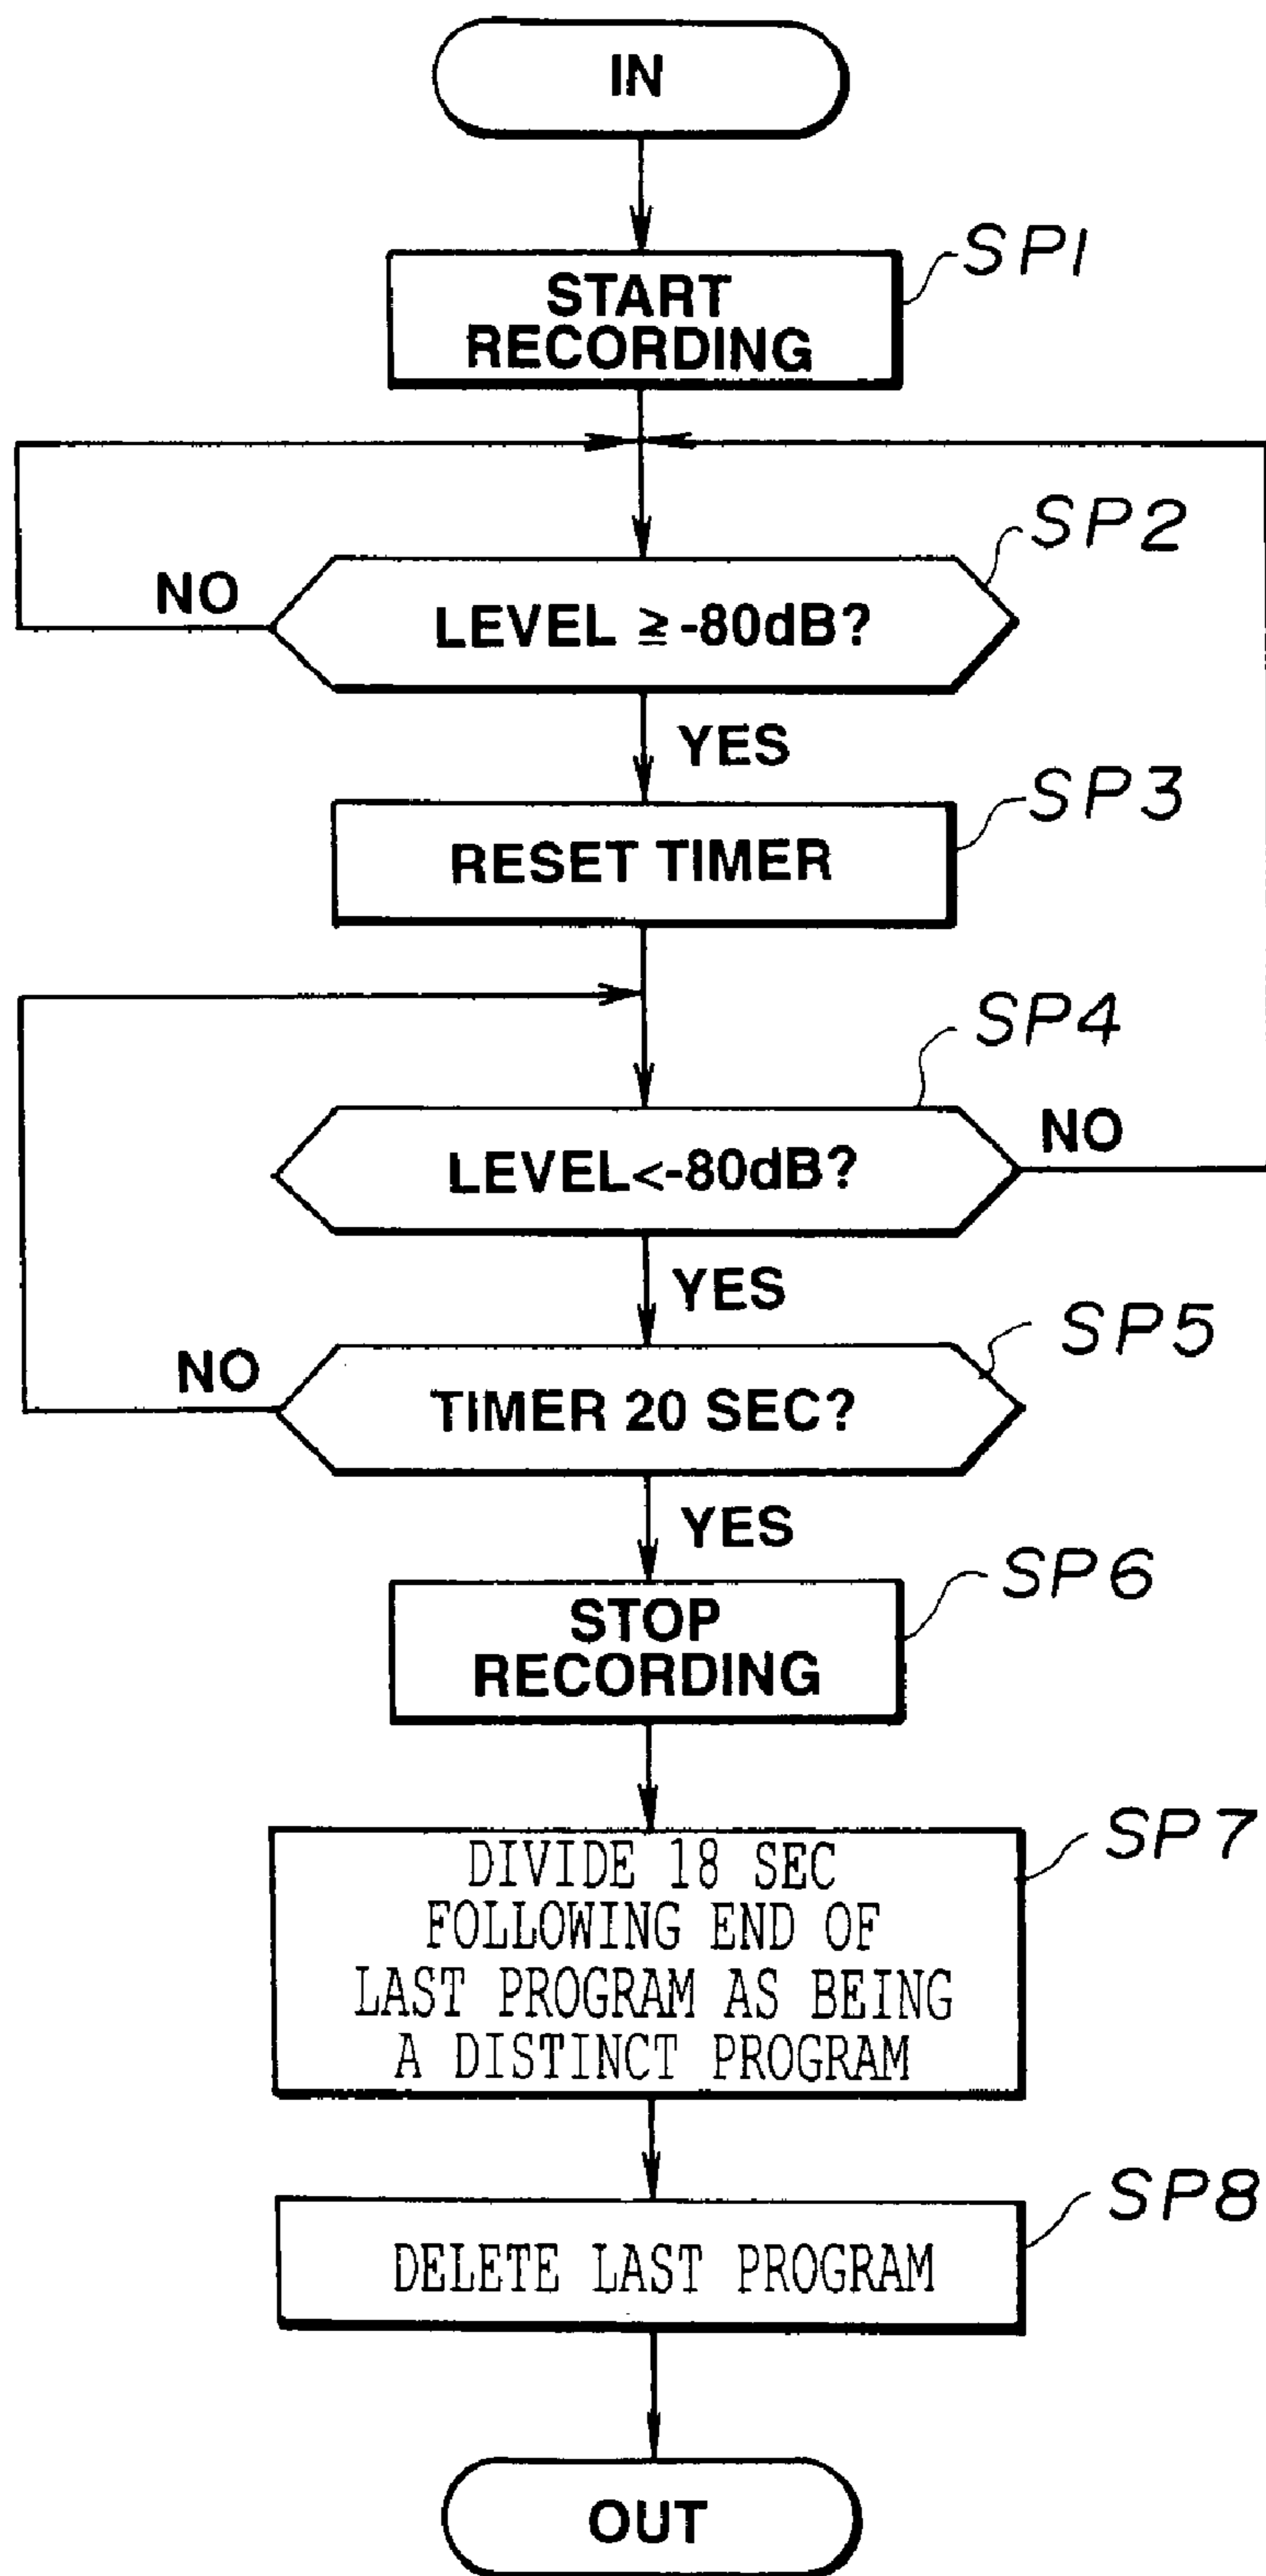 IN
START
RECORDING
SP1
SP2
NO
LEVEL ≧ -80dB?
YES
SP3
RESET TIMER
SP4
NO
LEVEL<-80dB?
YES
SP5
NO
TIMER 20 SEC?
YES
SP6
STOP
RECORDING
SP7
DIVIDE 18 SEC
FOLLOWING END OF
LAST PROGRAM AS BEING
A DISTINCT PROGRAM
SP8
DELETE LAST PROGRAM
OUT